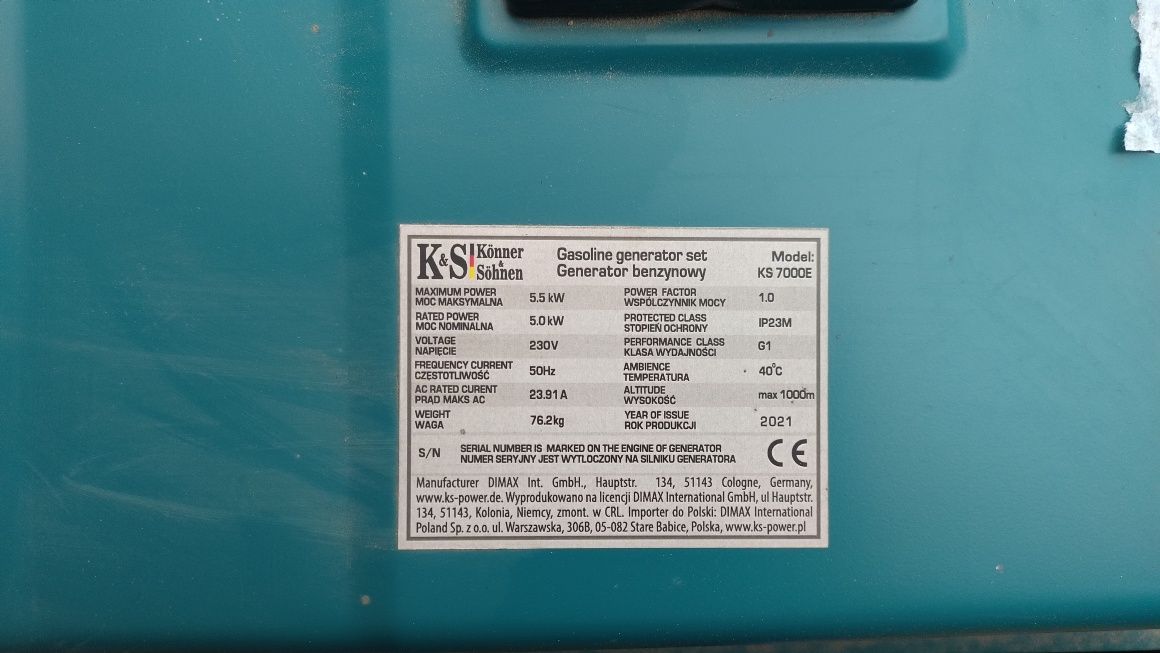 K&S Könner & Söhnen
Gasoline generator set
Generator benzynowy
Model:
KS 7000E
MAXIMUM POWER
MOC MAKSYMALNA
5.5 kW
POWER FACTOR
WSPÓŁCZYNNIK MOCY
1.0
RATED POWER
MOC NOMINALNA
5.0 kW
PROTECTED CLASS
STOPIEŃ OCHRONY
IP23M
VOLTAGE
NAPIĘCIE
230V
PERFORMANCE CLASS
KLASA WYDAJNOŚCI
G1
FREQUENCY CURRENT
CZĘSTOTLIWOŚĆ
50Hz
AMBIENCE
TEMPERATURA
40°C
AC RATED CURENT
PRĄD MAKS AC
23.91 A
ALTITUDE
WYSOKOŚĆ
max 1000m
WEIGHT
WAGA
76.2kg
YEAR OF ISSUE
ROK PRODUKCJI
2021
S/N
SERIAL NUMBER IS MARKED ON THE ENGINE OF GENERATOR
NUMER SERYJNY JEST WYTŁOCZONY NA SILNIKU GENERATORA
CE
Manufacturer DIMAX Int. GmbH., Hauptstr. 134, 51143 Cologne, Germany,
www.ks-power.de. Wyprodukowano na licencji DIMAX International GmbH, ul Hauptstr.
134, 51143, Kolonia, Niemcy, zmont. w CRL. Importer do Polski: DIMAX International
Poland Sp. z o.o. ul. Warszawska, 306B, 05-082 Stare Babice, Polska, www.ks-power.pl